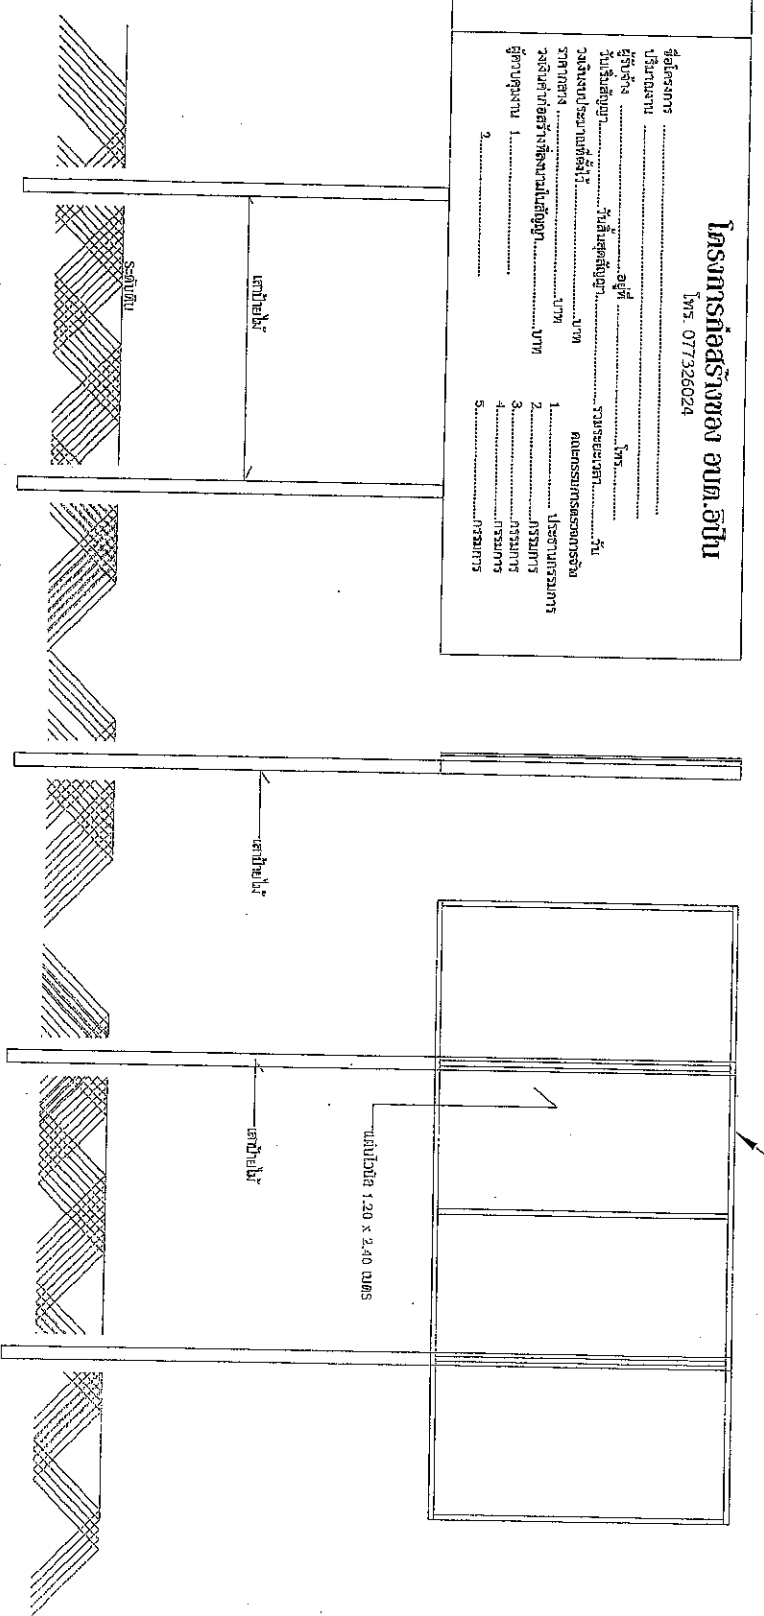 โครงการก่อสร้างของ อบต.อิปัน
โทร. 077326024
ชื่อโครงการ ........................
ปริมาณงาน ........................
ผู้รับจ้าง ........................อยู่ที่ ........................โทร........................
วันเริ่มสัญญา........................วันสิ้นสุดสัญญา........................รวมระยะเวลา............วัน
วงเงินงบประมาณที่ตั้งไว้........................บาท
ราคากลาง ........................บาท
วงเงินค่าก่อสร้างที่ลงนามในสัญญา........................บาท
ผู้ควบคุมงาน 1........................
2........................
คณะกรรมการตรวจการจ้าง
1........................ประธานกรรมการ
2........................กรรมการ
3........................กรรมการ
4........................กรรมการ
5........................กรรมการ
เสาป้ายไม้
ระดับดิน
เสาป้ายไม้
เสาป้ายไม้
แผ่นไวนิล 1.20 x 2.40 เมตร